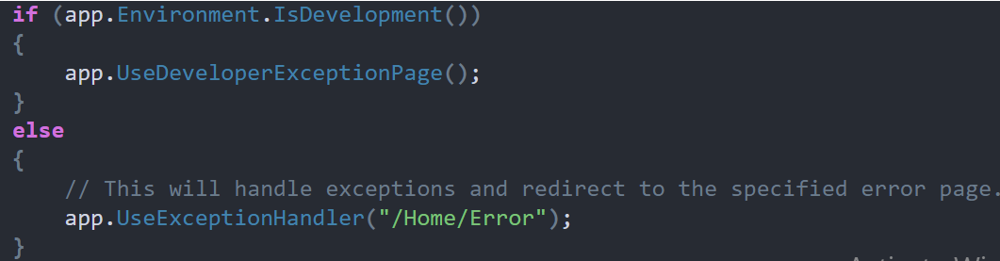 if (app.Environment.IsDevelopment())
{
    app.UseDeveloperExceptionPage();
}
else
{
    // This will handle exceptions and redirect to the specified error page.
    app.UseExceptionHandler("/Home/Error");
}